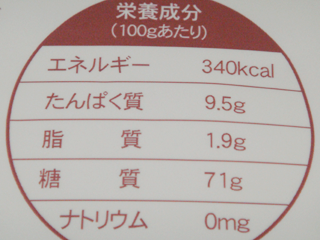 栄養成分
(100gあたり)
エネルギー 340kcal
たんぱく質 9.5g
脂 質 1.9g
糖 質 71g
ナトリウム 0mg